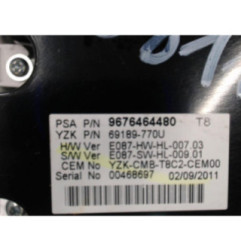 PSA P/N 9676464480 T6
YZK P/N 69189-770U
H/W Ver E087-HW-HL-007.03
S/W Ver E087-SW-HL-009.01
CEM No YZK-CMB-T8C2-CEM00
Serial No 00468697 02/09/2011